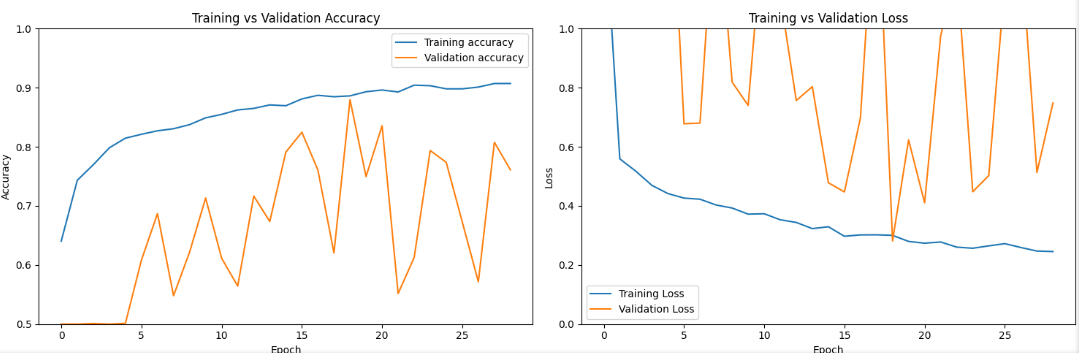 Training vs Validation Accuracy
1.0
0.9
0.8
0.7
0.6
0.5
Accuracy
Training accuracy
Validation accuracy
0 5 10 15 20 25
Epoch
Training vs Validation Loss
1.0
0.8
0.6
0.4
0.2
0.0
Loss
Training Loss
Validation Loss
0 5 10 15 20 25
Epoch